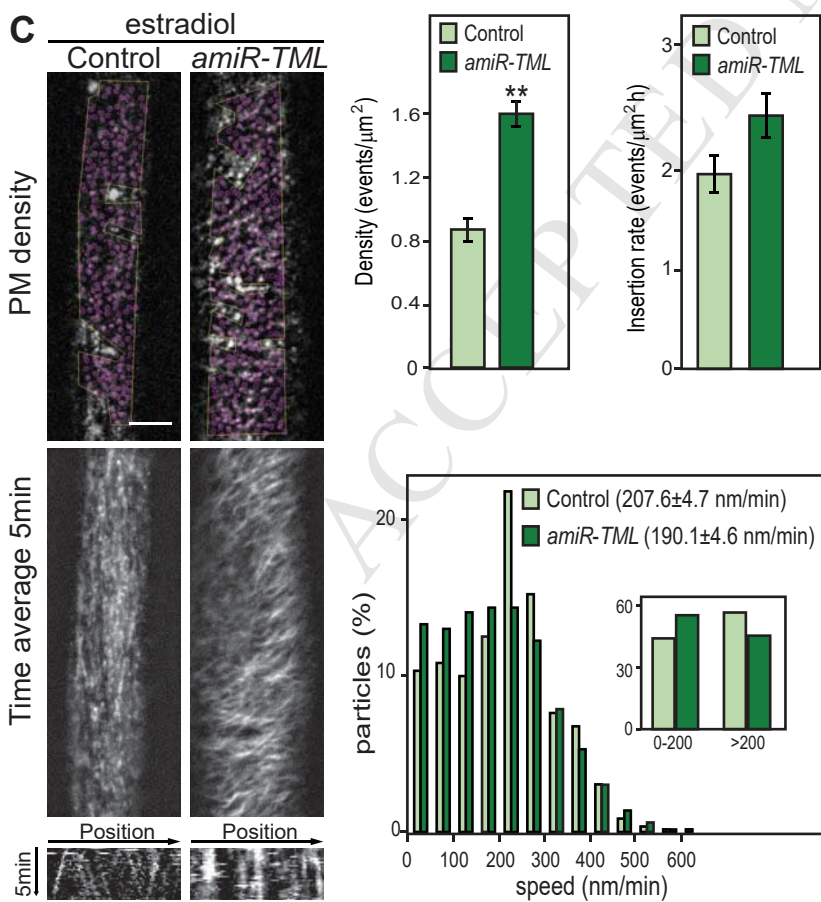 C
estradiol
Control amiR-TML
PM density
Time average 5min
Position Position
5min
Control
amiR-TML
Density (events/μm²)
1.6
1.2
0.8
0.4
0
**
Control
amiR-TML
Insertion rate (events/μm²h)
3
2
1
0
Control (207.6±4.7 nm/min)
amiR-TML (190.1±4.6 nm/min)
particles (%)
20
10
0
60
30
0
0-200 >200
0 100 200 300 400 500 600
speed (nm/min)
ACCEPTED